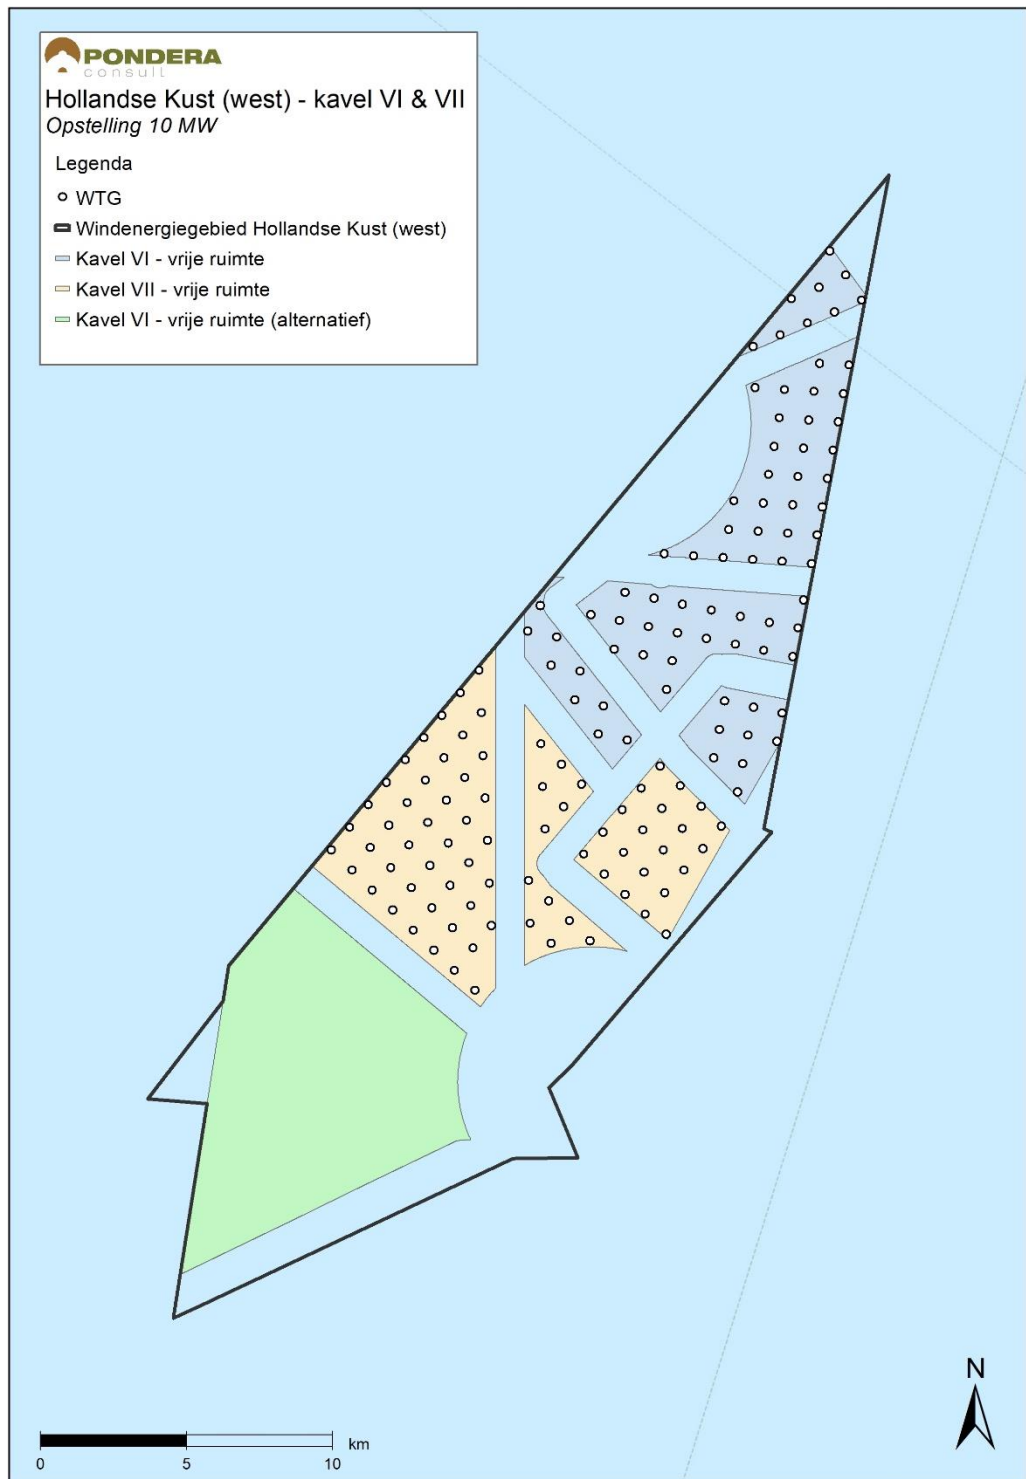 PONDERA
consult
Hollandse Kust (west) - kavel VI & VII
Opstelling 10 MW
Legenda
WTG
Windenergiegebied Hollandse Kust (west)
Kavel VI - vrije ruimte
Kavel VII - vrije ruimte
Kavel VI - vrije ruimte (alternatief)
N
km
0 5 10